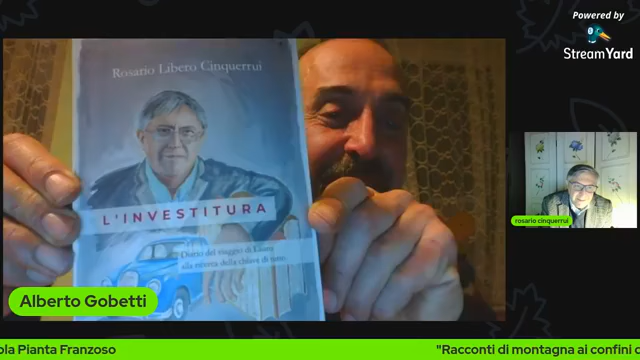 Powered by
StreamYard
Rosario Libero Cinquerrui
L'INVESTITURA
Diario del viaggio di Liano
alla ricerca della chiave di tutto
rosario cinquerrui
Alberto Gobetti
ola Pianta Franzoso
"Racconti di montagna ai confini